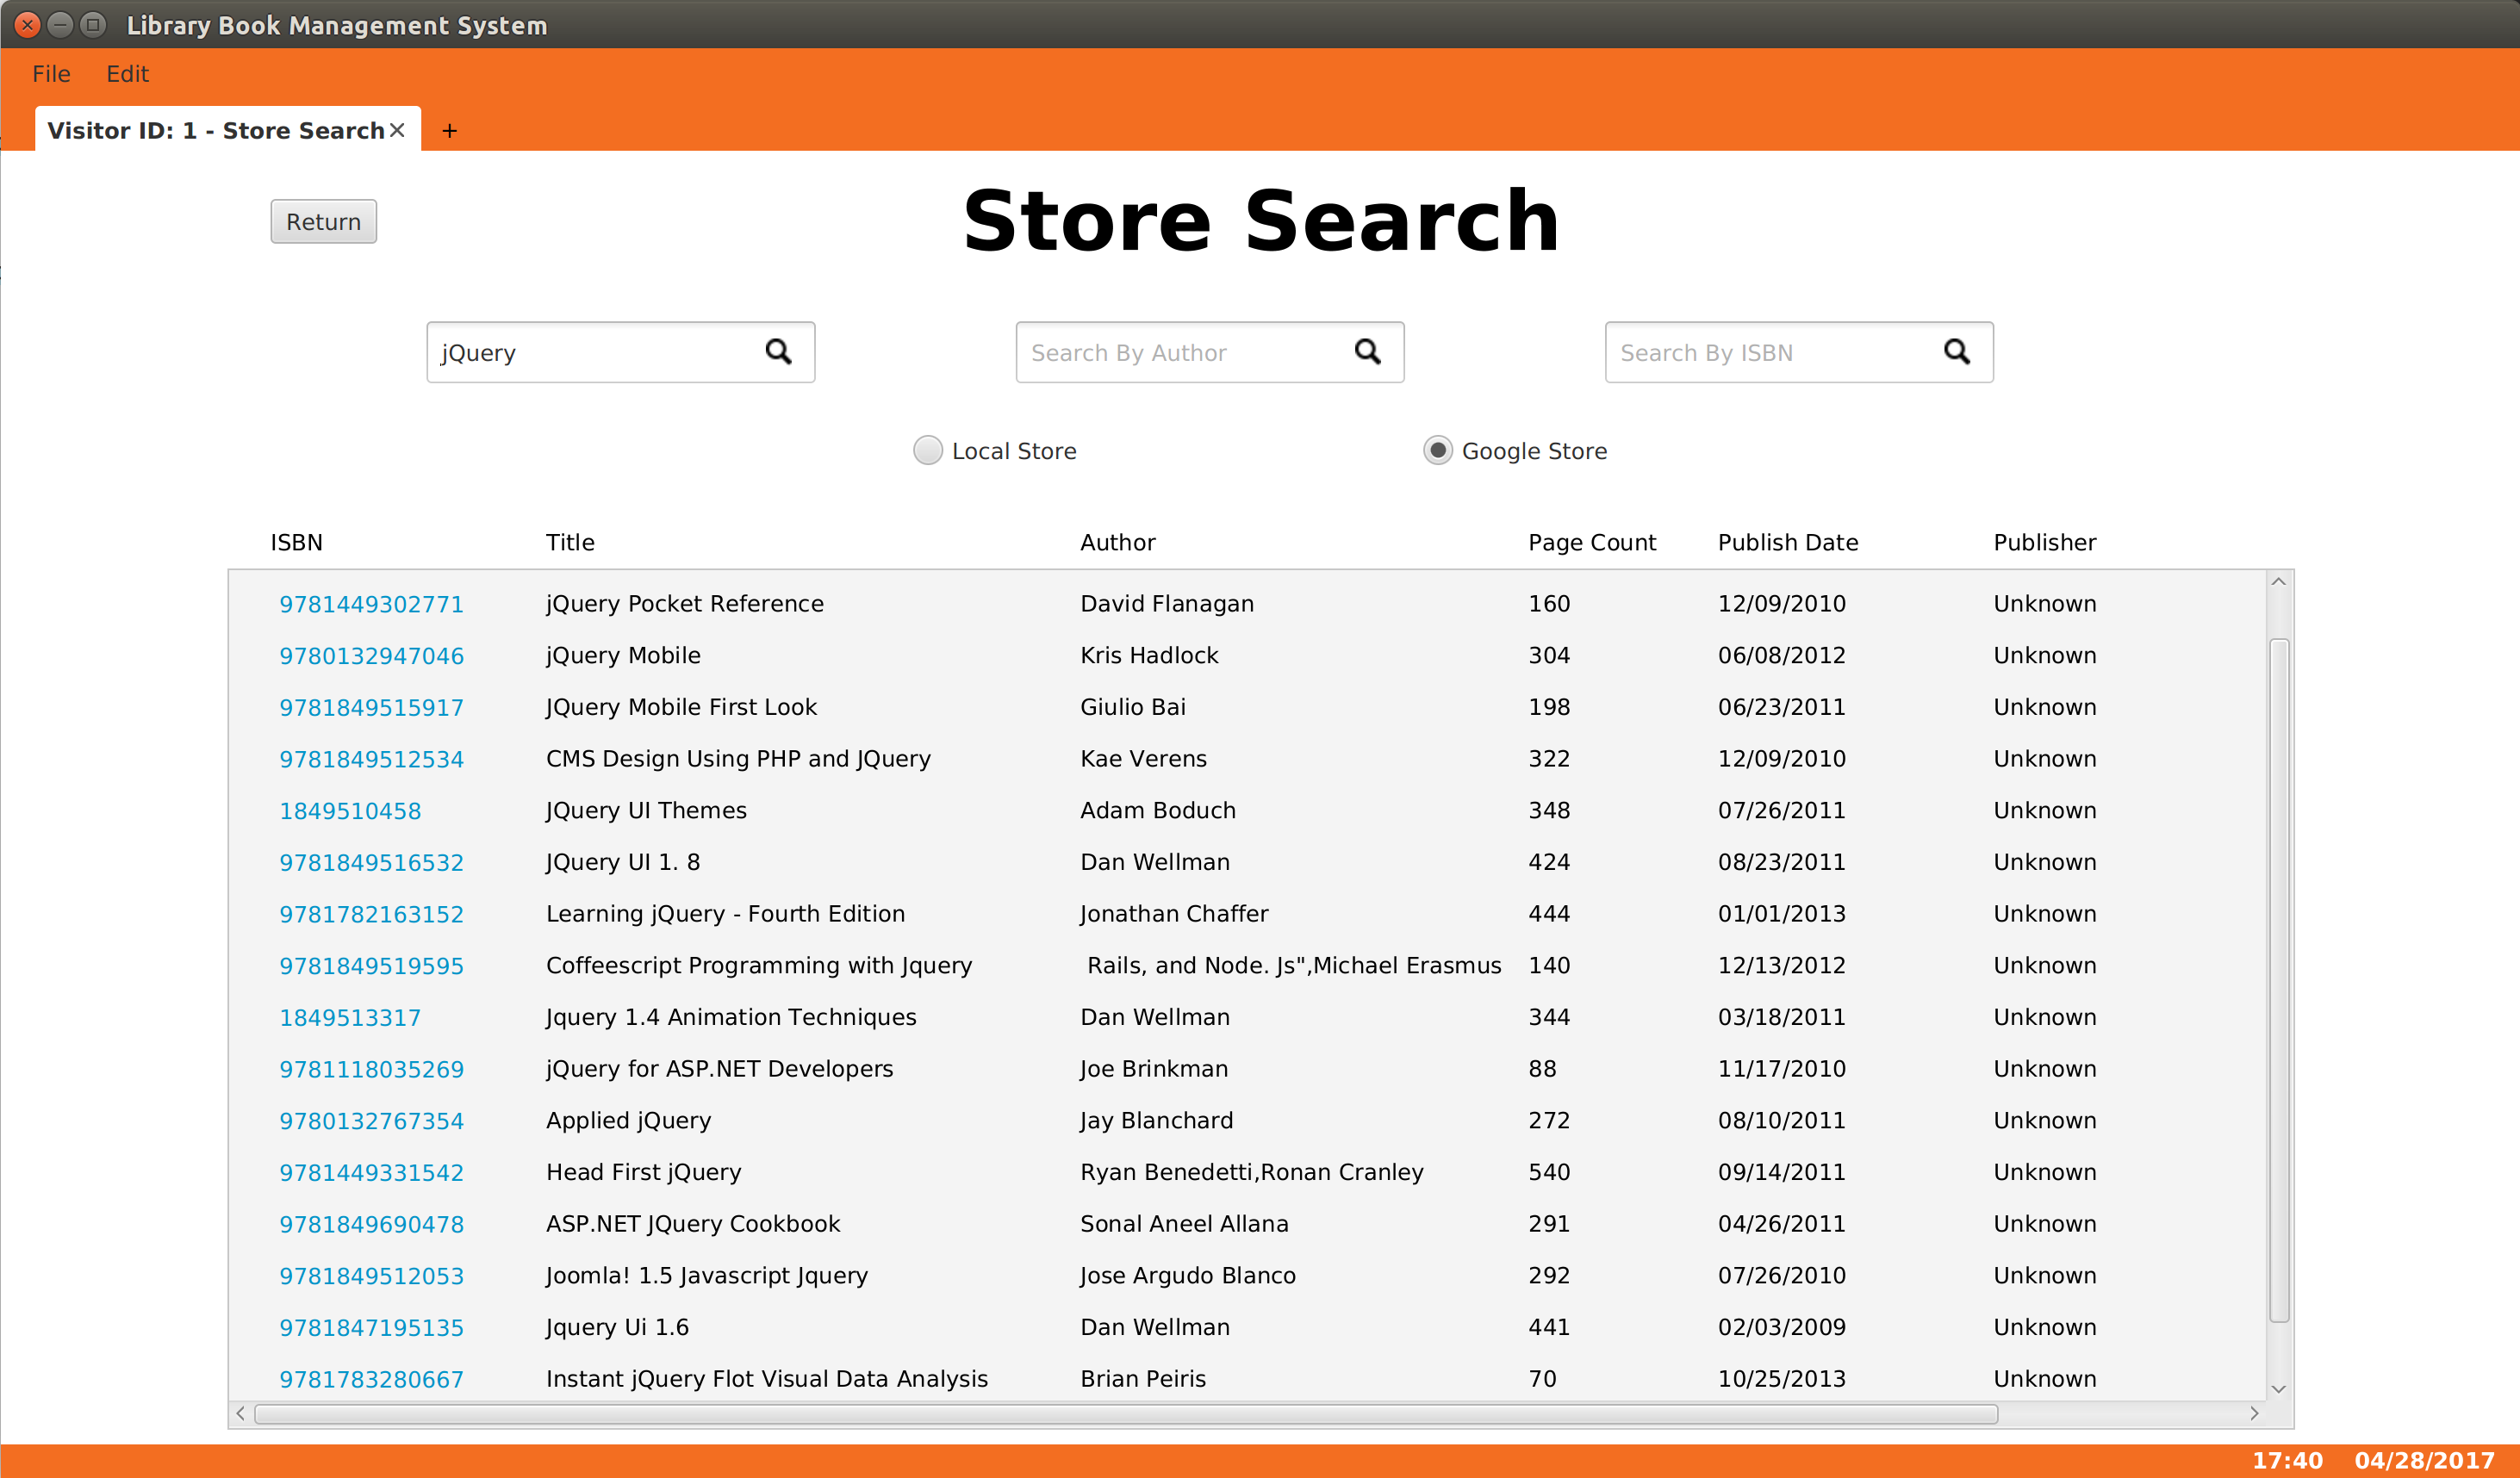 Library Book Management System
File Edit
Visitor ID: 1 - Store Search × +
Return
Store Search
jQuery Search By Author Search By ISBN
Local Store Google Store
ISBN Title Author Page Count Publish Date Publisher
9781449302771 jQuery Pocket Reference David Flanagan 160 12/09/2010 Unknown
9780132947046 jQuery Mobile Kris Hadlock 304 06/08/2012 Unknown
9781849515917 JQuery Mobile First Look Giulio Bai 198 06/23/2011 Unknown
9781849512534 CMS Design Using PHP and JQuery Kae Verens 322 12/09/2010 Unknown
1849510458 JQuery UI Themes Adam Boduch 348 07/26/2011 Unknown
9781849516532 JQuery UI 1. 8 Dan Wellman 424 08/23/2011 Unknown
9781782163152 Learning jQuery - Fourth Edition Jonathan Chaffer 444 01/01/2013 Unknown
9781849519595 Coffeescript Programming with Jquery Rails, and Node. Js",Michael Erasmus 140 12/13/2012 Unknown
1849513317 Jquery 1.4 Animation Techniques Dan Wellman 344 03/18/2011 Unknown
9781118035269 jQuery for ASP.NET Developers Joe Brinkman 88 11/17/2010 Unknown
9780132767354 Applied jQuery Jay Blanchard 272 08/10/2011 Unknown
9781449331542 Head First jQuery Ryan Benedetti,Ronan Cranley 540 09/14/2011 Unknown
9781849690478 ASP.NET JQuery Cookbook Sonal Aneel Allana 291 04/26/2011 Unknown
9781849512053 Joomla! 1.5 Javascript Jquery Jose Argudo Blanco 292 07/26/2010 Unknown
9781847195135 Jquery Ui 1.6 Dan Wellman 441 02/03/2009 Unknown
9781783280667 Instant jQuery Flot Visual Data Analysis Brian Peiris 70 10/25/2013 Unknown
17:40 04/28/2017